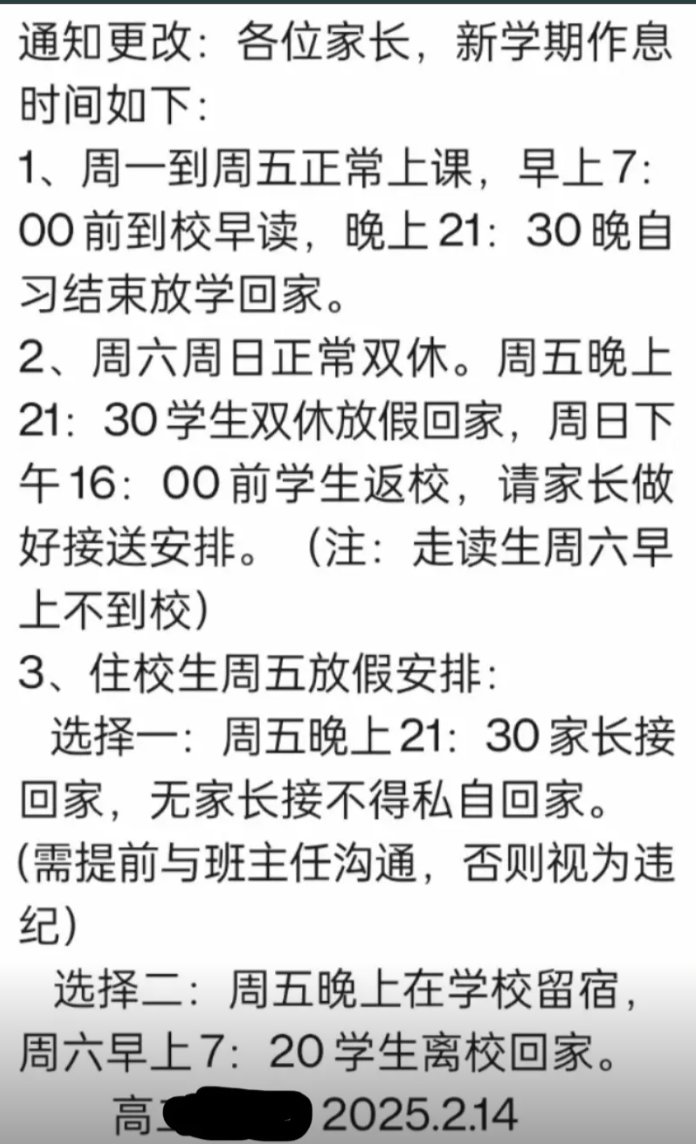 通知更改：各位家长，新学期作息
时间如下：
1、周一到周五正常上课，早上7：
00前到校早读，晚上21：30晚自
习结束放学回家。
2、周六周日正常双休。周五晚上
21：30学生双休放假回家，周日下
午16：00前学生返校，请家长做
好接送安排。（注：走读生周六早
上不到校）
3、住校生周五放假安排：
选择一：周五晚上21：30家长接
回家，无家长接不得私自回家。
(需提前与班主任沟通，否则视为违
纪）
选择二：周五晚上在学校留宿，
周六早上7：20学生离校回家。
高 2025.2.14